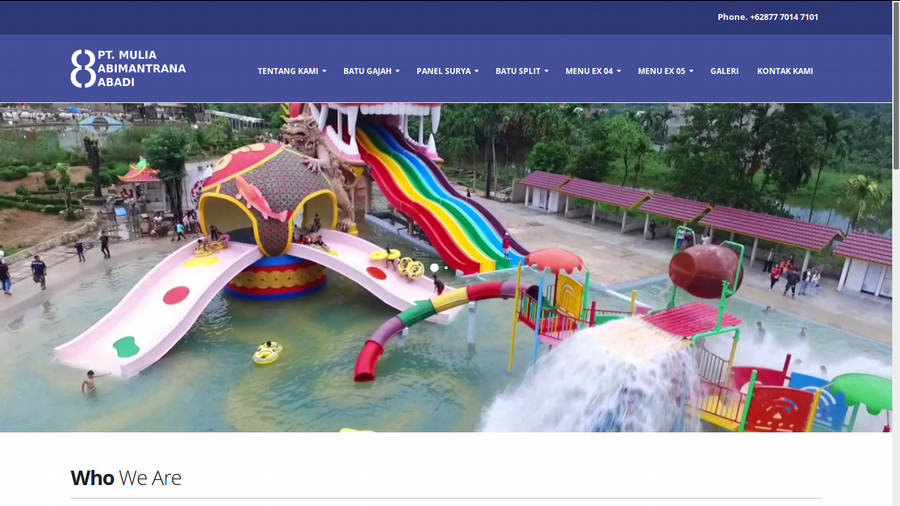 Phone. +62877 7014 7101
PT. MULIA
ABIMANTRANA
ABADI
TENTANG KAMI
BATU GAJAH
PANEL SURYA
BATU SPLIT
MENU EX 04
MENU EX 05
GALERI
KONTAK KAMI
Who We Are